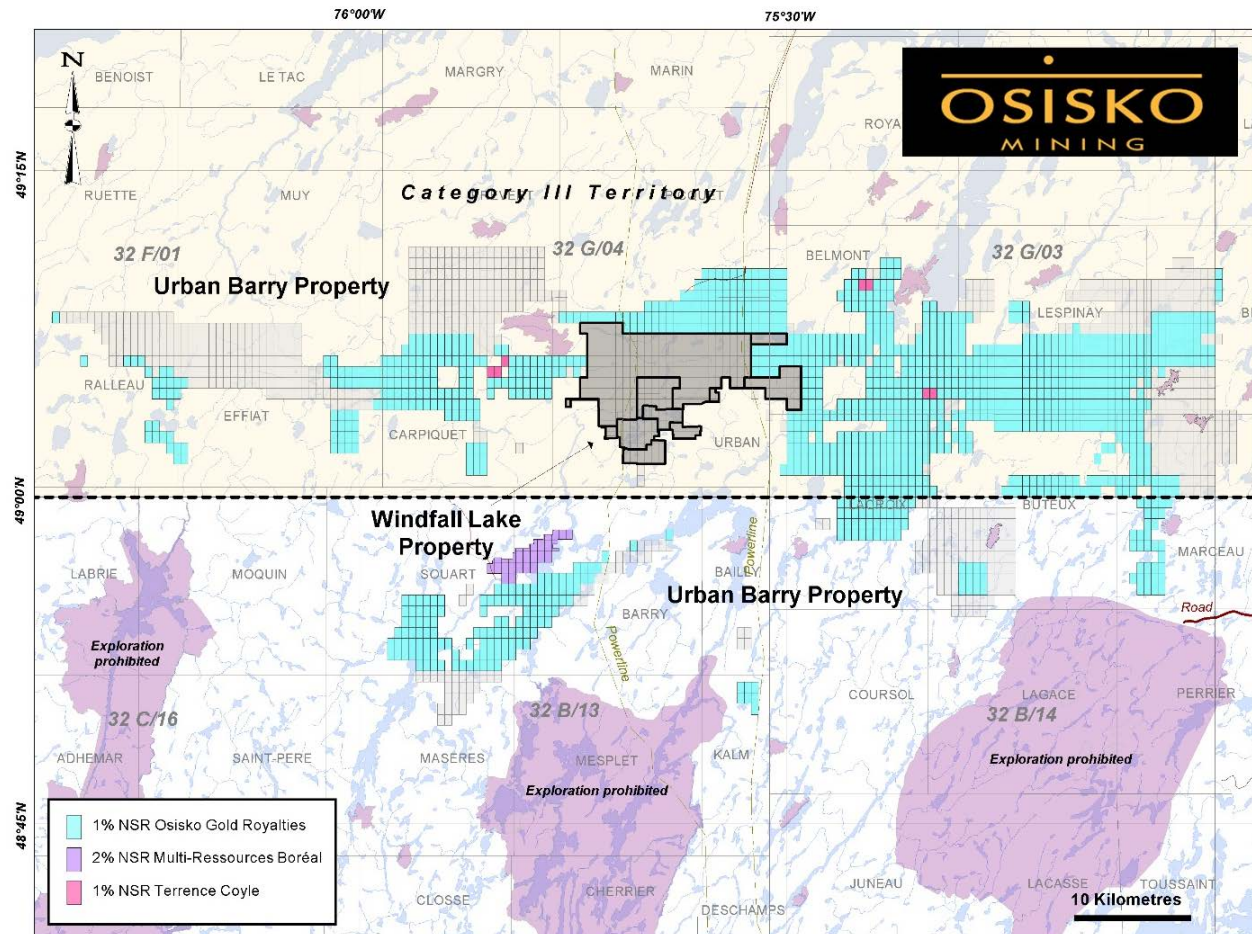 76°00'W
75°30'W
N
BENOIST
LE TAC
MARGRY
MARIN
OSISKO
MINING
ROYA
49°15'N
RUETTE
MUY
Category III Territory
32 F/01
32 G/04
BELMONT
32 G/03
Urban Barry Property
LESPINAY
RALLEAU
EFFIAT
CARPIQUET
URBAN
49°00'N
LACROIX
BUTEUX
Windfall Lake
Property
Powerline
MARCEAU
LABRIE
MOQUIN
SOUART
BAILLY
Urban Barry Property
BARRY
Road
Exploration
prohibited
Powerline
COURSOL
LAGACE
PERRIER
32 C/16
32 B/13
32 B/14
ADHEMAR
SAINT-PERE
MASERES
MESPLET
KALM
Exploration prohibited
Exploration prohibited
48°45'N
1% NSR Osisko Gold Royalties
2% NSR Multi-Ressources Boréal
1% NSR Terrence Coyle
CLOSSE
CHERRIER
DESCHAMPS
JUNEAU
LACASSE
TOUSSAINT
10 Kilometres